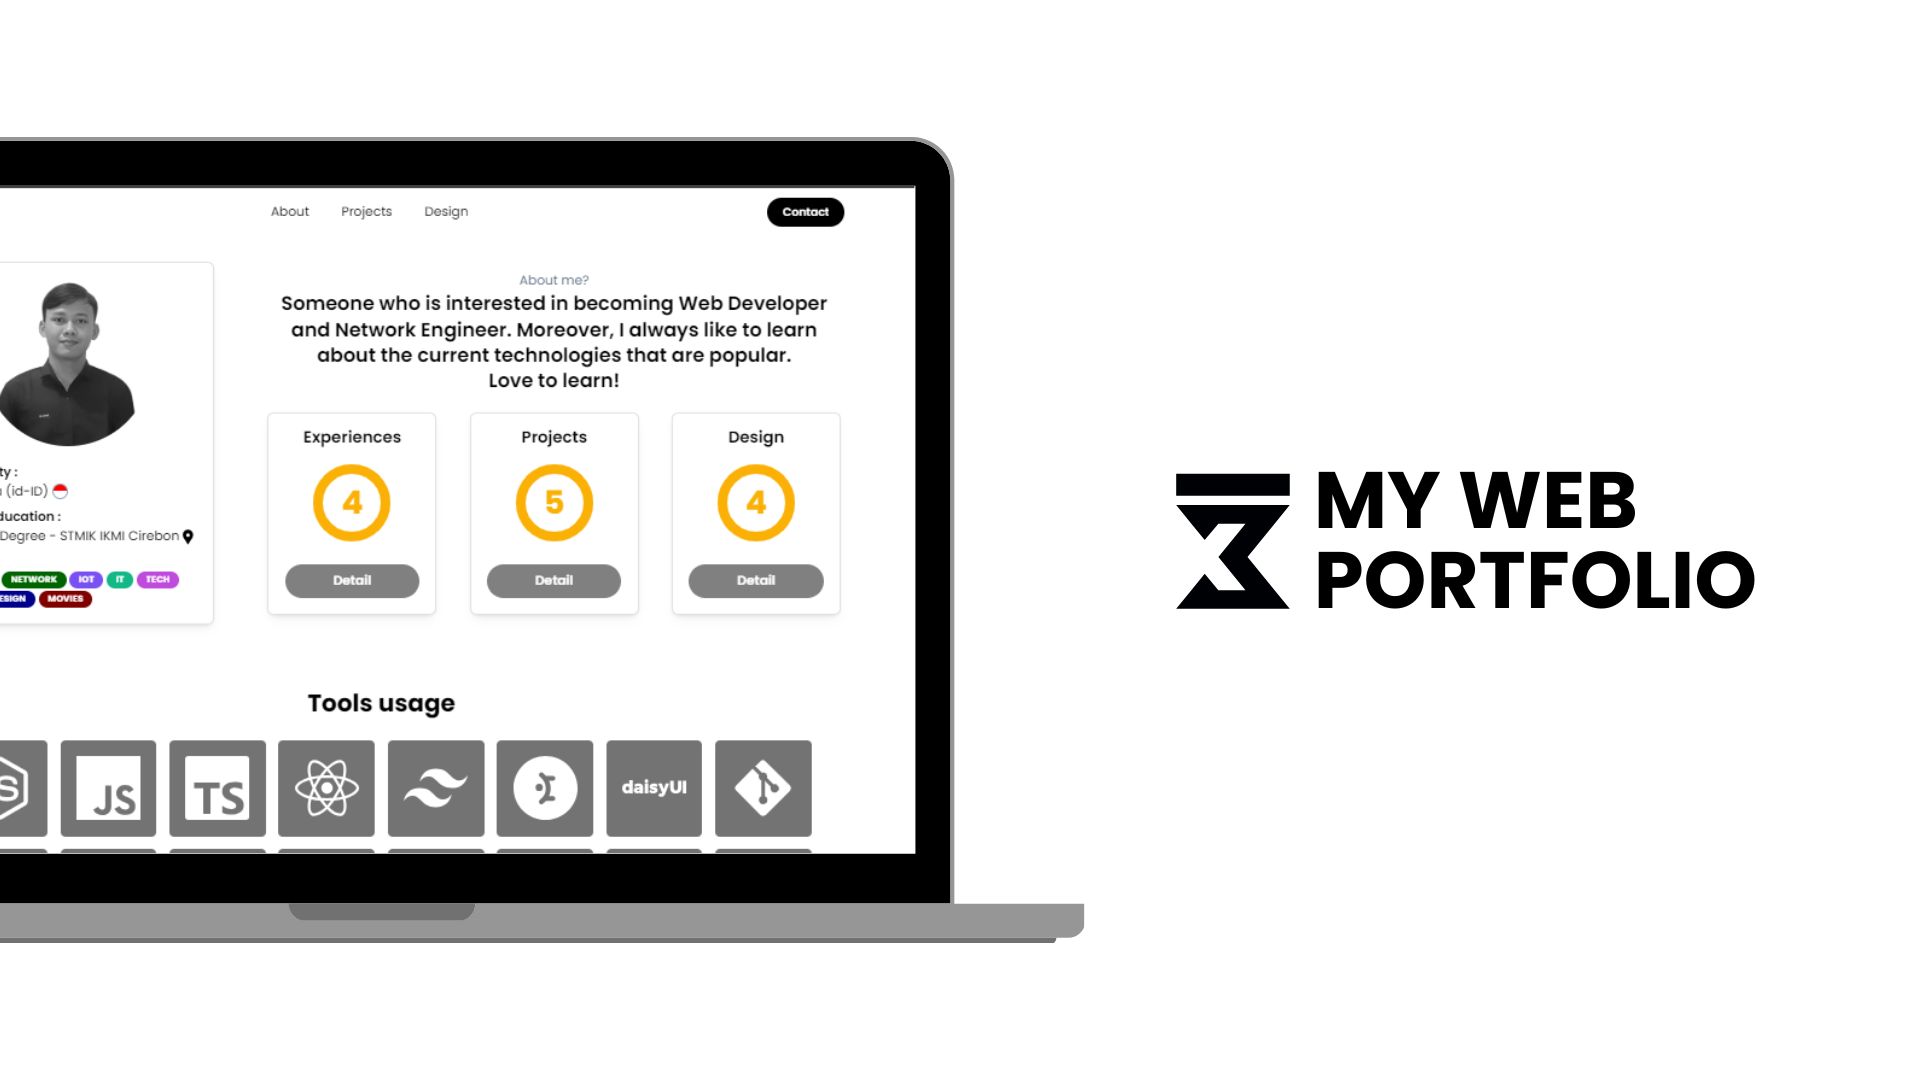 About Projects Design Contact
About me?
Someone who is interested in becoming Web Developer
and Network Engineer. Moreover, I always like to learn
about the current technologies that are popular.
Love to learn!
ty :
(id-ID)
ducation :
Degree - STMIK IKMI Cirebon
NETWORK IOT IT TECH
ESIGN MOVIES
Experiences
4
Detail
Projects
5
Detail
Design
4
Detail
Tools usage
S JS TS daisyUI
MY WEB
PORTFOLIO